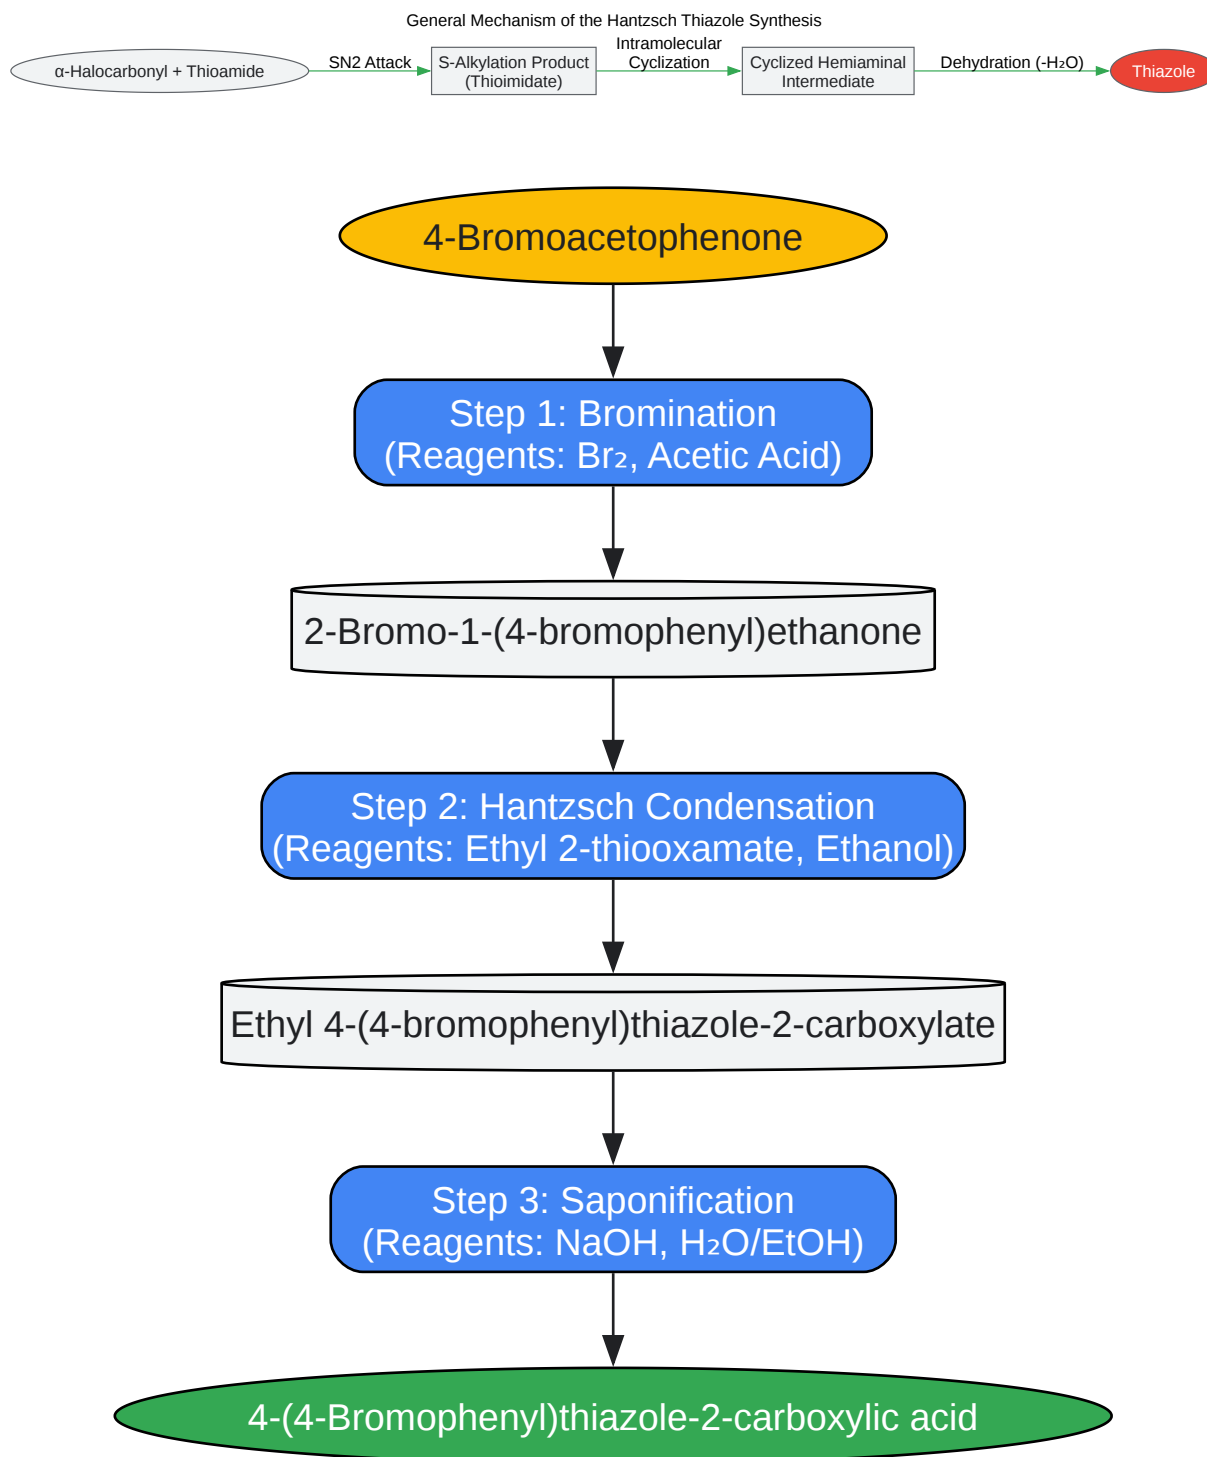 General Mechanism of the Hantzsch Thiazole Synthesis
α-Halocarbonyl + Thioamide
SN2 Attack
S-Alkylation Product
(Thioimidate)
Intramolecular
Cyclization
Cyclized Hemiaminal
Intermediate
Dehydration (-H₂O)
Thiazole
4-Bromoacetophenone
Step 1: Bromination
(Reagents: Br₂, Acetic Acid)
2-Bromo-1-(4-bromophenyl)ethanone
Step 2: Hantzsch Condensation
(Reagents: Ethyl 2-thiooxamate, Ethanol)
Ethyl 4-(4-bromophenyl)thiazole-2-carboxylate
Step 3: Saponification
(Reagents: NaOH, H₂O/EtOH)
4-(4-Bromophenyl)thiazole-2-carboxylic acid